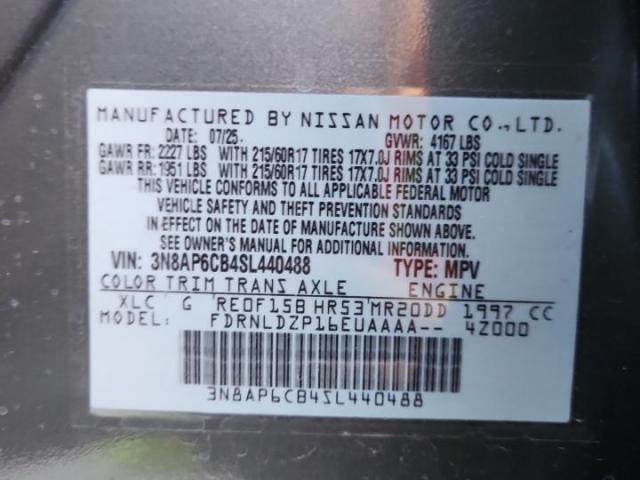 MANUFACTURED BY NISSAN MOTOR CO.,LTD.
DATE: 07/25. GVWR: 4167 LBS
GAWR FR: 2227 LBS WITH 215/60R17 TIRES 17X7.0J RIMS AT 33 PSI COLD SINGLE
GAWR RR: 1951 LBS WITH 215/60R17 TIRES 17X7.0J RIMS AT 33 PSI COLD SINGLE
THIS VEHICLE CONFORMS TO ALL APPLICABLE FEDERAL MOTOR
VEHICLE SAFETY AND THEFT PREVENTION STANDARDS
IN EFFECT ON THE DATE OF MANUFACTURE SHOWN ABOVE.
SEE OWNER'S MANUAL FOR ADDITIONAL INFORMATION.
VIN: 3N8AP6CB4SL440488 TYPE: MPV
COLOR TRIM TRANS AXLE ENGINE
XLC G 'RE0F15B HR53'MR20DD 1997 CC
FDRNLDZP16EUAAAA-- 4Z000
3N8AP6CB4SL440488